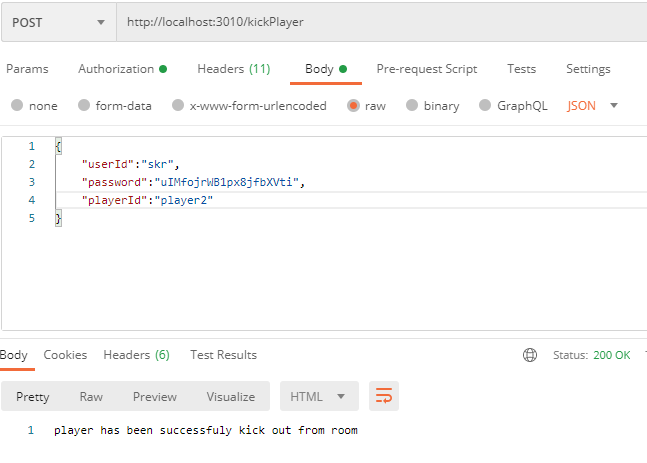 POST http://localhost:3010/kickPlayer
Params Authorization Headers (11) Body Pre-request Script Tests Settings
none form-data x-www-form-urlencoded raw binary GraphQL JSON
1 {
2 "userId":"skr",
3 "password":"uIMfojrWB1px8jfbXVti",
4 "playerId":"player2"
5 }
Body Cookies Headers (6) Test Results Status: 200 OK
Pretty Raw Preview Visualize HTML
1 player has been successfuly kick out from room